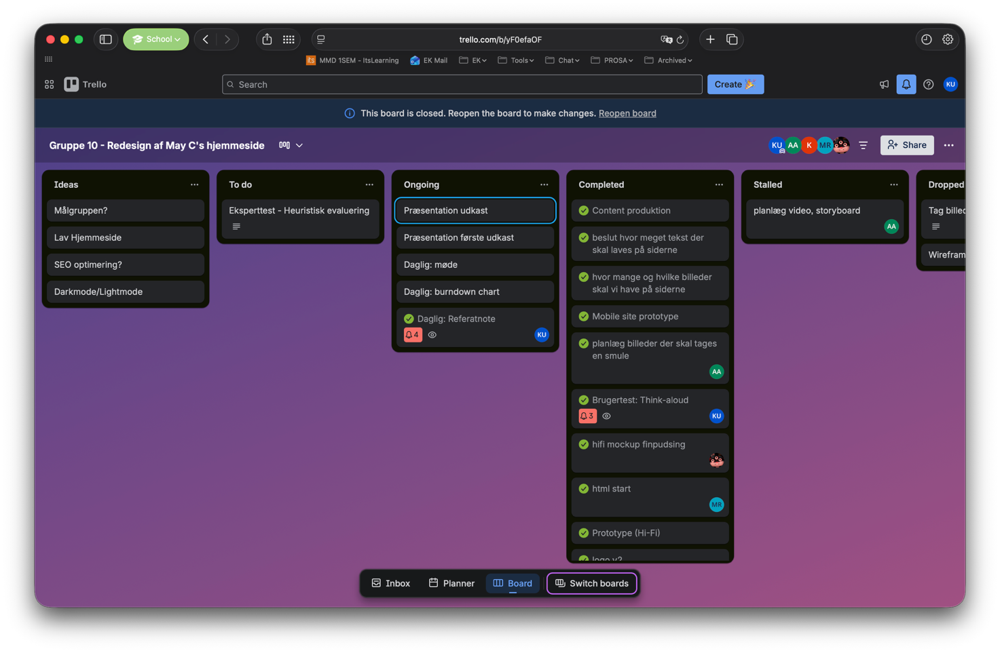 School
trello.com/b/yF0efaOF
its MMD 1SEM - ItsLearning
EK Mail
EK
Tools
Chat
PROSA
Archived
Trello
Search
Create
KU
This board is closed. Reopen the board to make changes. Reopen board
Gruppe 10 - Redesign af May C's hjemmeside
KU AA K MR
Share
Ideas
Målgruppen?
Lav Hjemmeside
SEO optimering?
Darkmode/Lightmode
To do
Eksperttest - Heuristisk evaluering
Ongoing
Præsentation udkast
Præsentation første udkast
Daglig: møde
Daglig: burndown chart
Daglig: Referatnote
4
KU
Completed
Content produktion
beslut hvor meget tekst der
skal laves på siderne
hvor mange og hvilke billeder
skal vi have på siderne
Mobile site prototype
planlæg billeder der skal tages
en smule
AA
Brugertest: Think-aloud
3
KU
hifi mockup finpudsing
html start
MR
Prototype (Hi-Fi)
logo v2
Stalled
planlæg video, storyboard
AA
Dropped
Tag billed
Wirefram
Inbox
Planner
Board
Switch boards